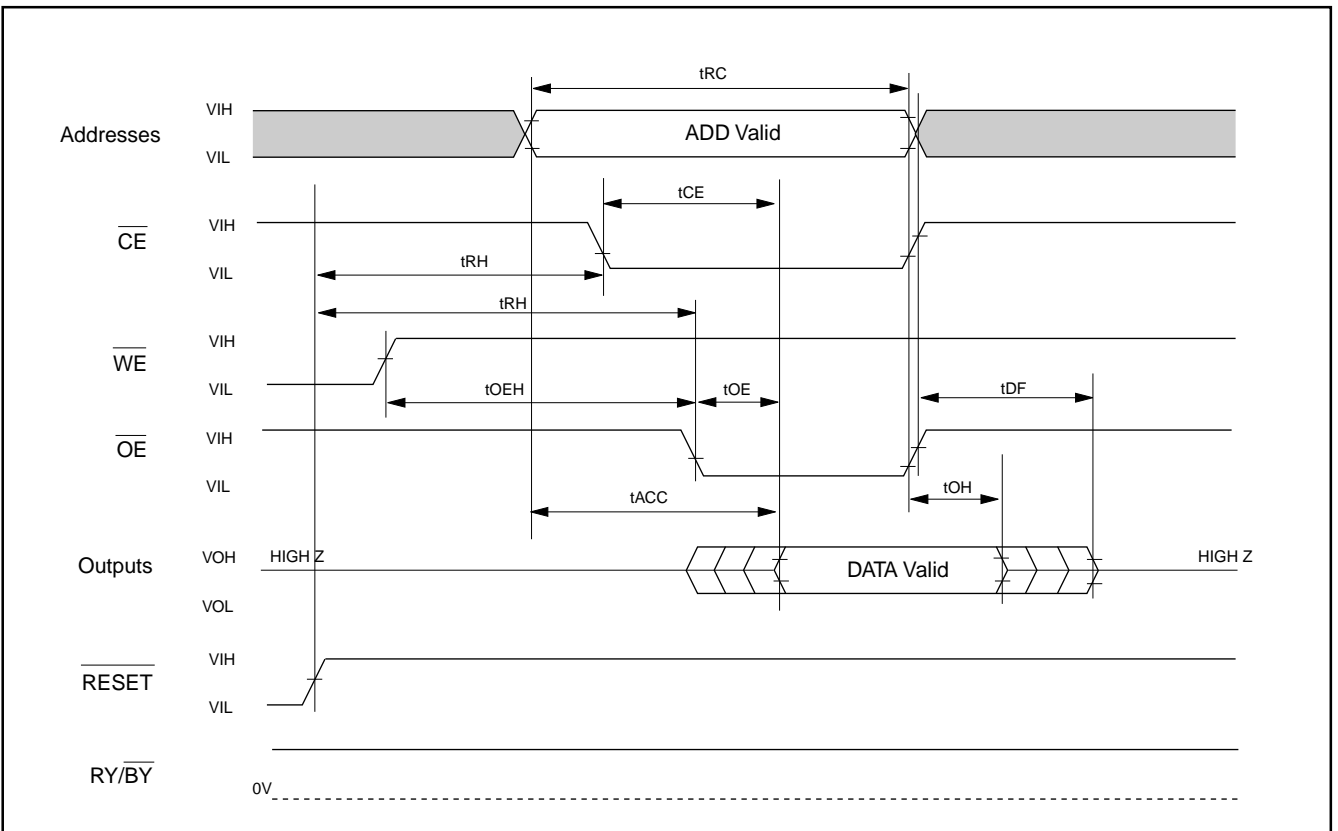 tRC
VIH
Addresses
ADD Valid
VIL
tCE
VIH
CE
VIL
tRH
tRH
VIH
WE
VIL
tOEH
tOE
tDF
VIH
OE
VIL
tACC
tOH
VOH
HIGH Z
Outputs
DATA Valid
HIGH Z
VOL
VIH
RESET
VIL
RY/BY
0V